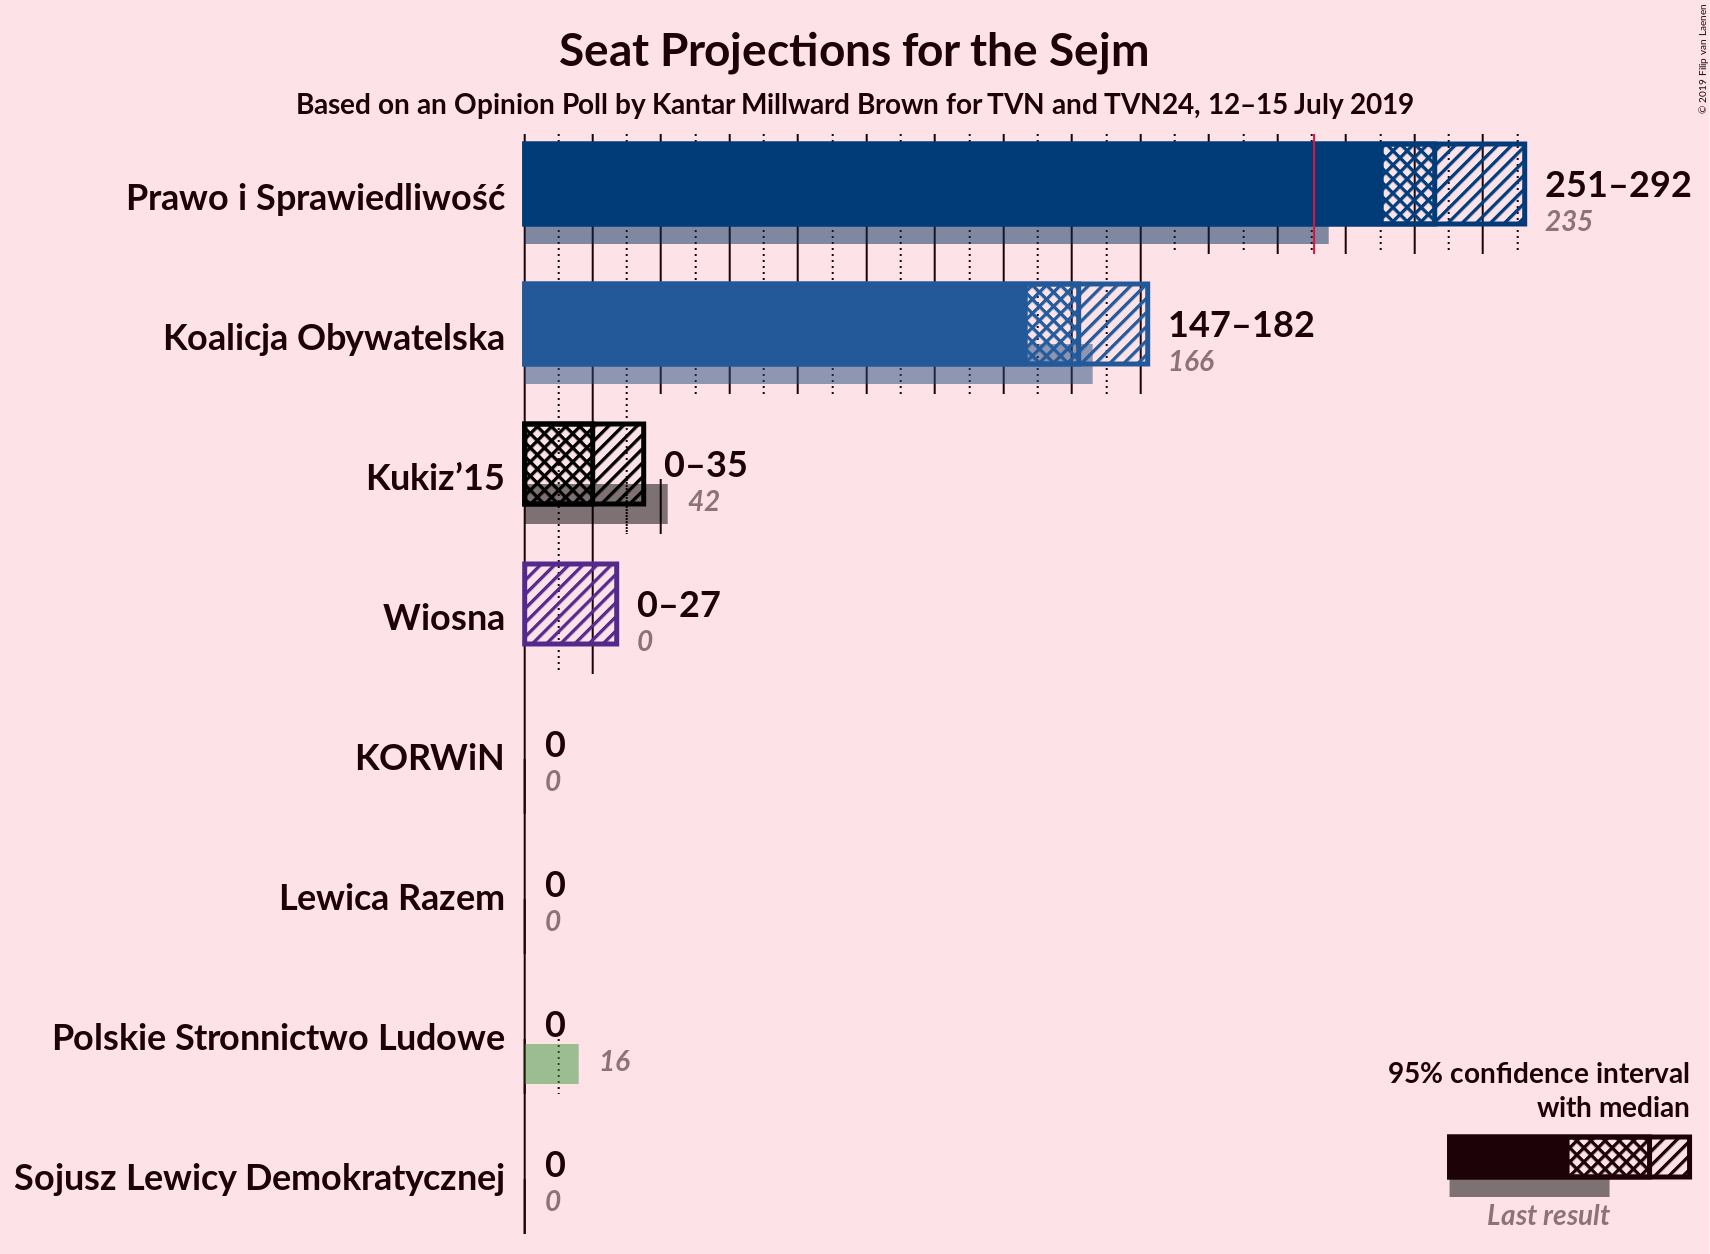 Seat Projections for the Sejm
Based on an Opinion Poll by Kantar Millward Brown for TVN and TVN24, 12–15 July 2019
© 2019 Filip van Laenen
Prawo i Sprawiedliwość
251–292
235
Koalicja Obywatelska
147–182
166
Kukiz’15
0–35
42
Wiosna
0–27
0
KORWiN
0
0
Lewica Razem
0
0
Polskie Stronnictwo Ludowe
0
16
Sojusz Lewicy Demokratycznej
0
0
95% confidence interval
with median
Last result